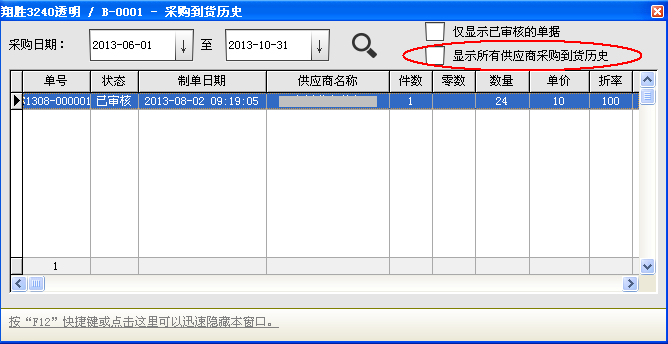 翔胜3240透明 / B-0001 - 采购到货历史
采购日期： 2013-06-01 至 2013-10-31
仅显示已审核的单据
显示所有供应商采购到货历史
单号 状态 制单日期 供应商名称 件数 零数 数量 单价 折率
1308-000001 已审核 2013-08-02 09:19:05 1 24 10 100
1
按“F12”快捷键或点击这里可以迅速隐藏本窗口。